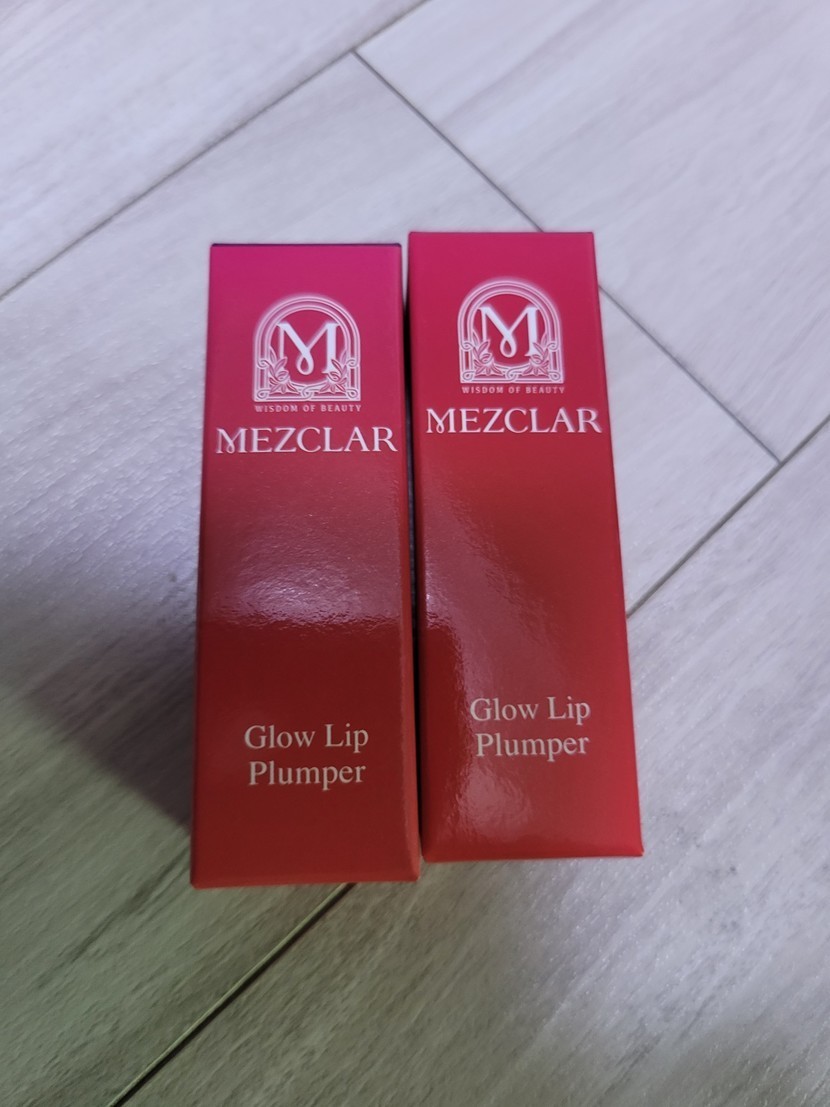 M
WISDOM OF BEAUTY
MEZCLAR
Glow Lip
Plumper
M
WISDOM OF BEAUTY
MEZCLAR
Glow Lip
Plumper